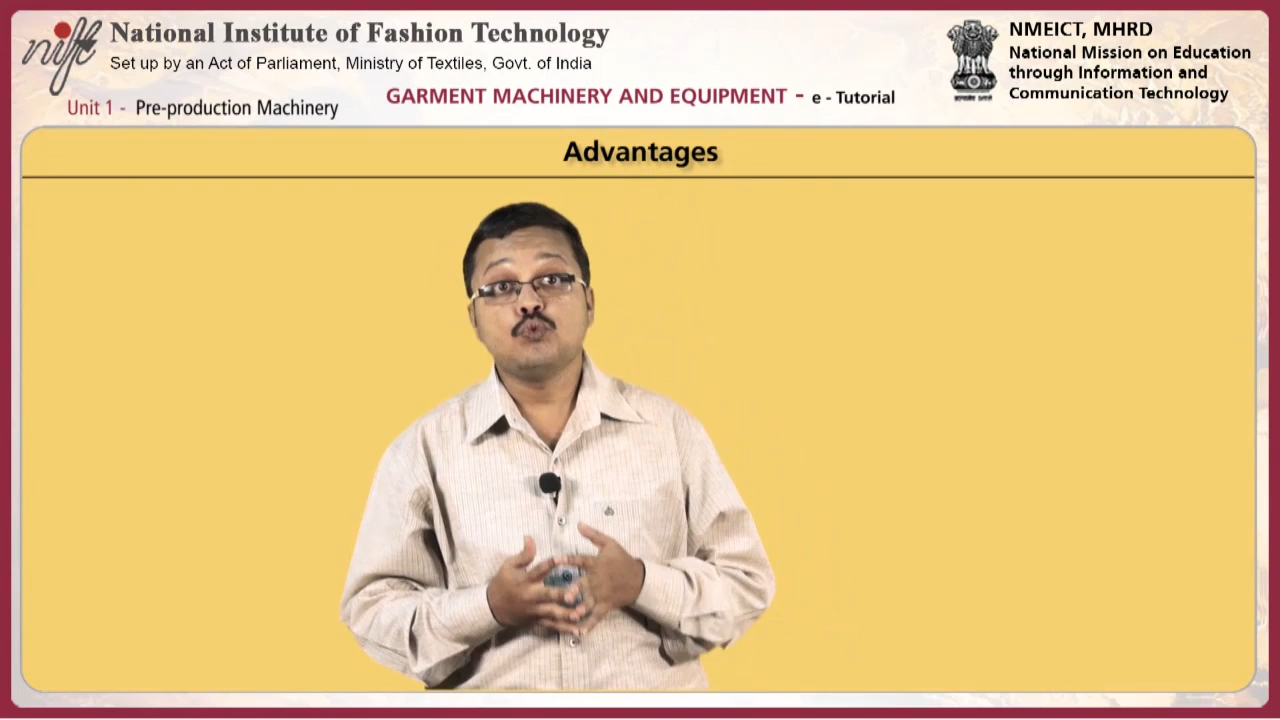 nift
National Institute of Fashion Technology
Set up by an Act of Parliament, Ministry of Textiles, Govt. of India
Unit 1 - Pre-production Machinery
GARMENT MACHINERY AND EQUIPMENT - e - Tutorial
NMEICT, MHRD
National Mission on Education
through Information and
Communication Technology
Advantages